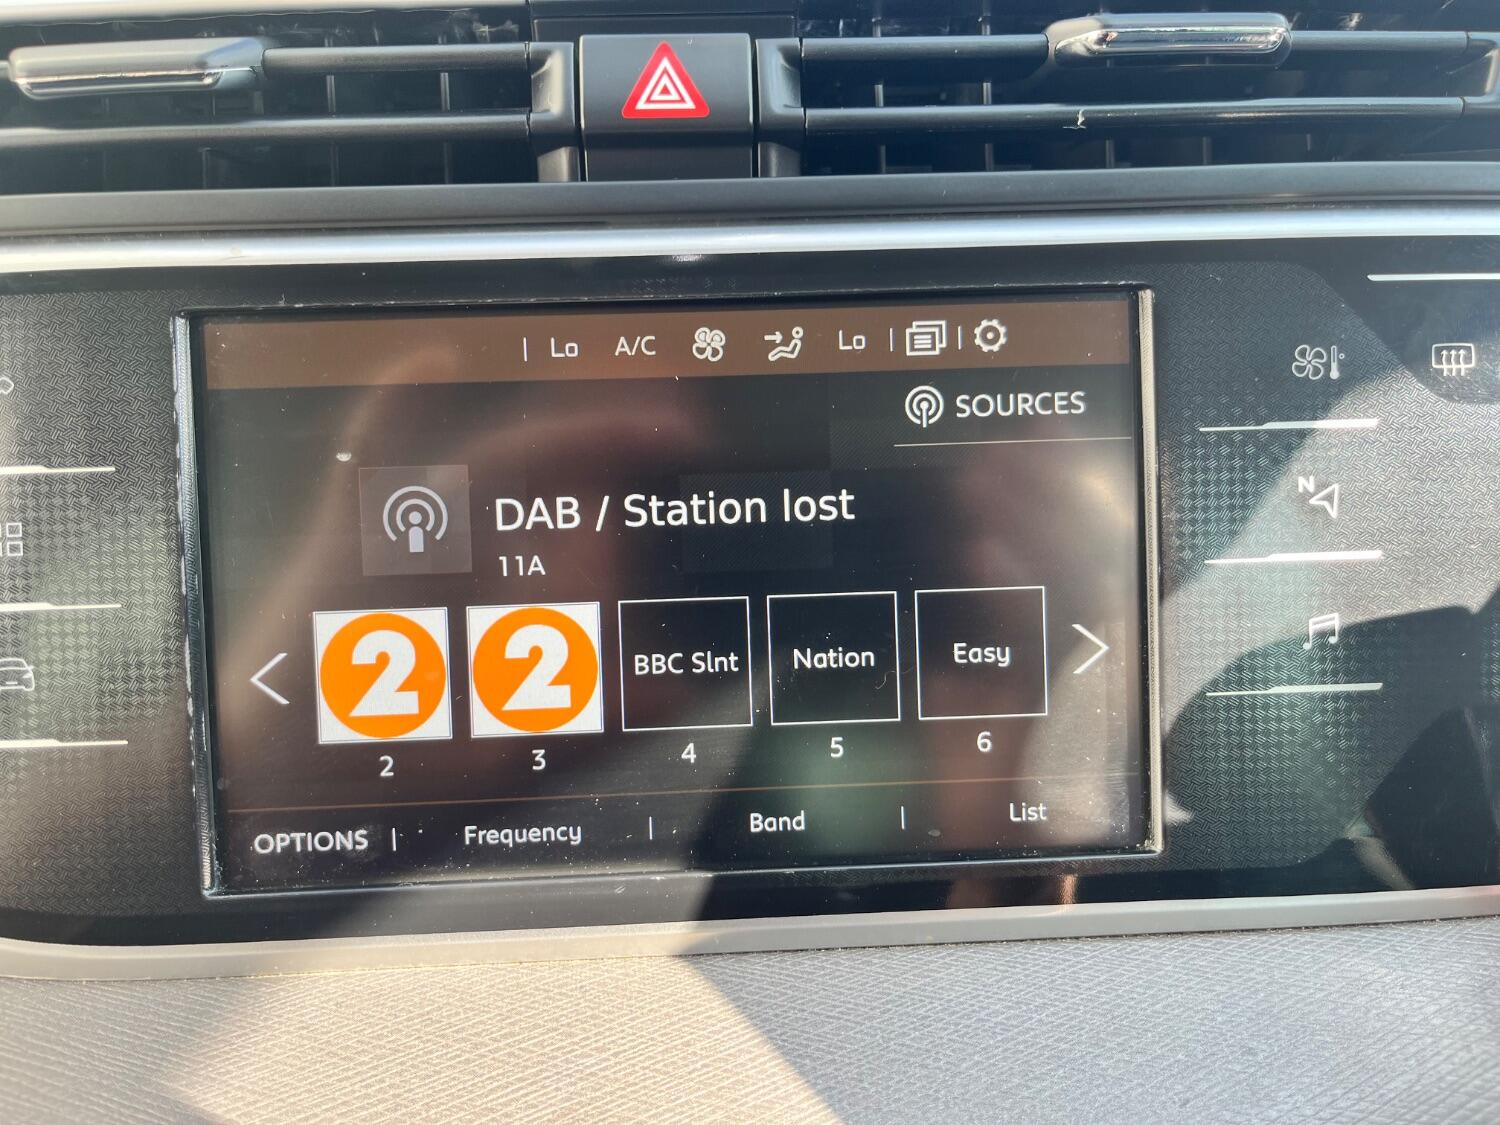 Lo A/C Lo
SOURCES
DAB / Station lost
11A
2 2 BBC Slnt Nation Easy
2 3 4 5 6
OPTIONS Frequency Band List
N